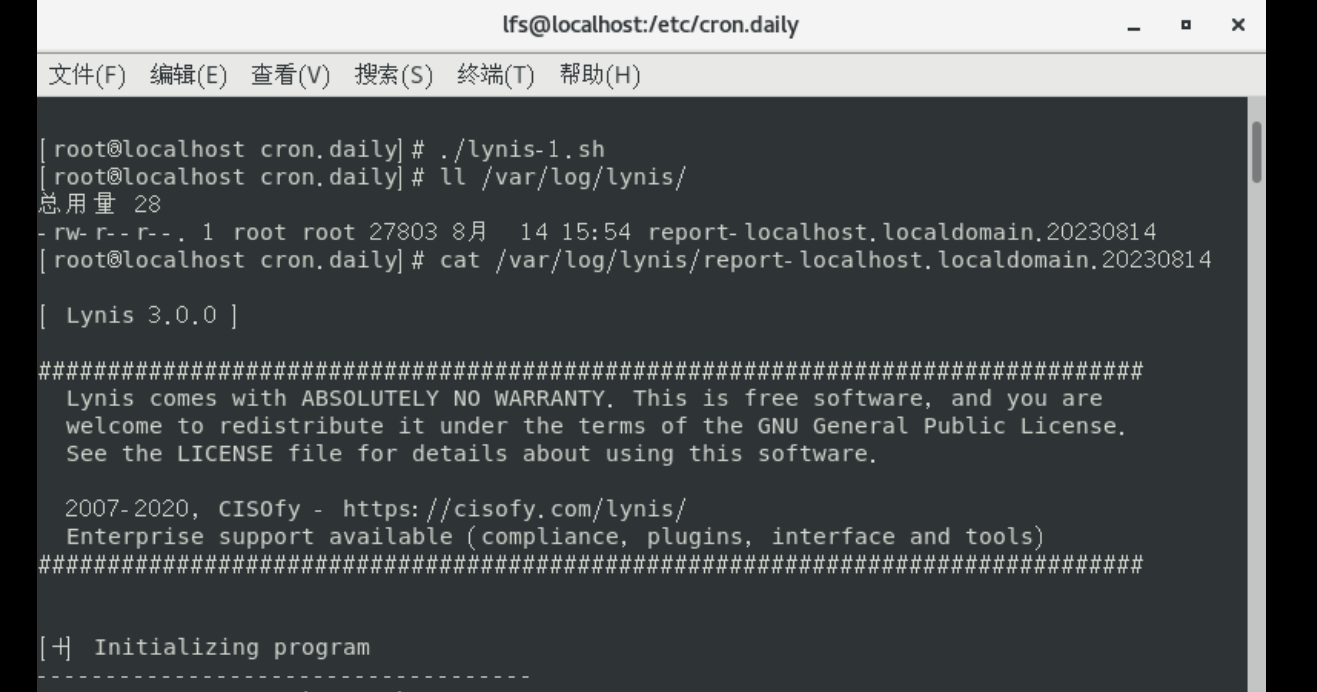 lfs@localhost:/etc/cron.daily
文件(F) 编辑(E) 查看(V) 搜索(S) 终端(T) 帮助(H)
[root@localhost cron.daily]# ./lynis-1.sh
[root@localhost cron.daily]# ll /var/log/lynis/
总用量 28
-rw-r--r--. 1 root root 27803 8月  14 15:54 report-localhost.localdomain.20230814
[root@localhost cron.daily]# cat /var/log/lynis/report-localhost.localdomain.20230814
[ Lynis 3.0.0 ]
################################################################################
Lynis comes with ABSOLUTELY NO WARRANTY. This is free software, and you are
welcome to redistribute it under the terms of the GNU General Public License.
See the LICENSE file for details about using this software.
2007-2020, CISOfy - https://cisofy.com/lynis/
Enterprise support available (compliance, plugins, interface and tools)
################################################################################
[+] Initializing program
------------------------------------